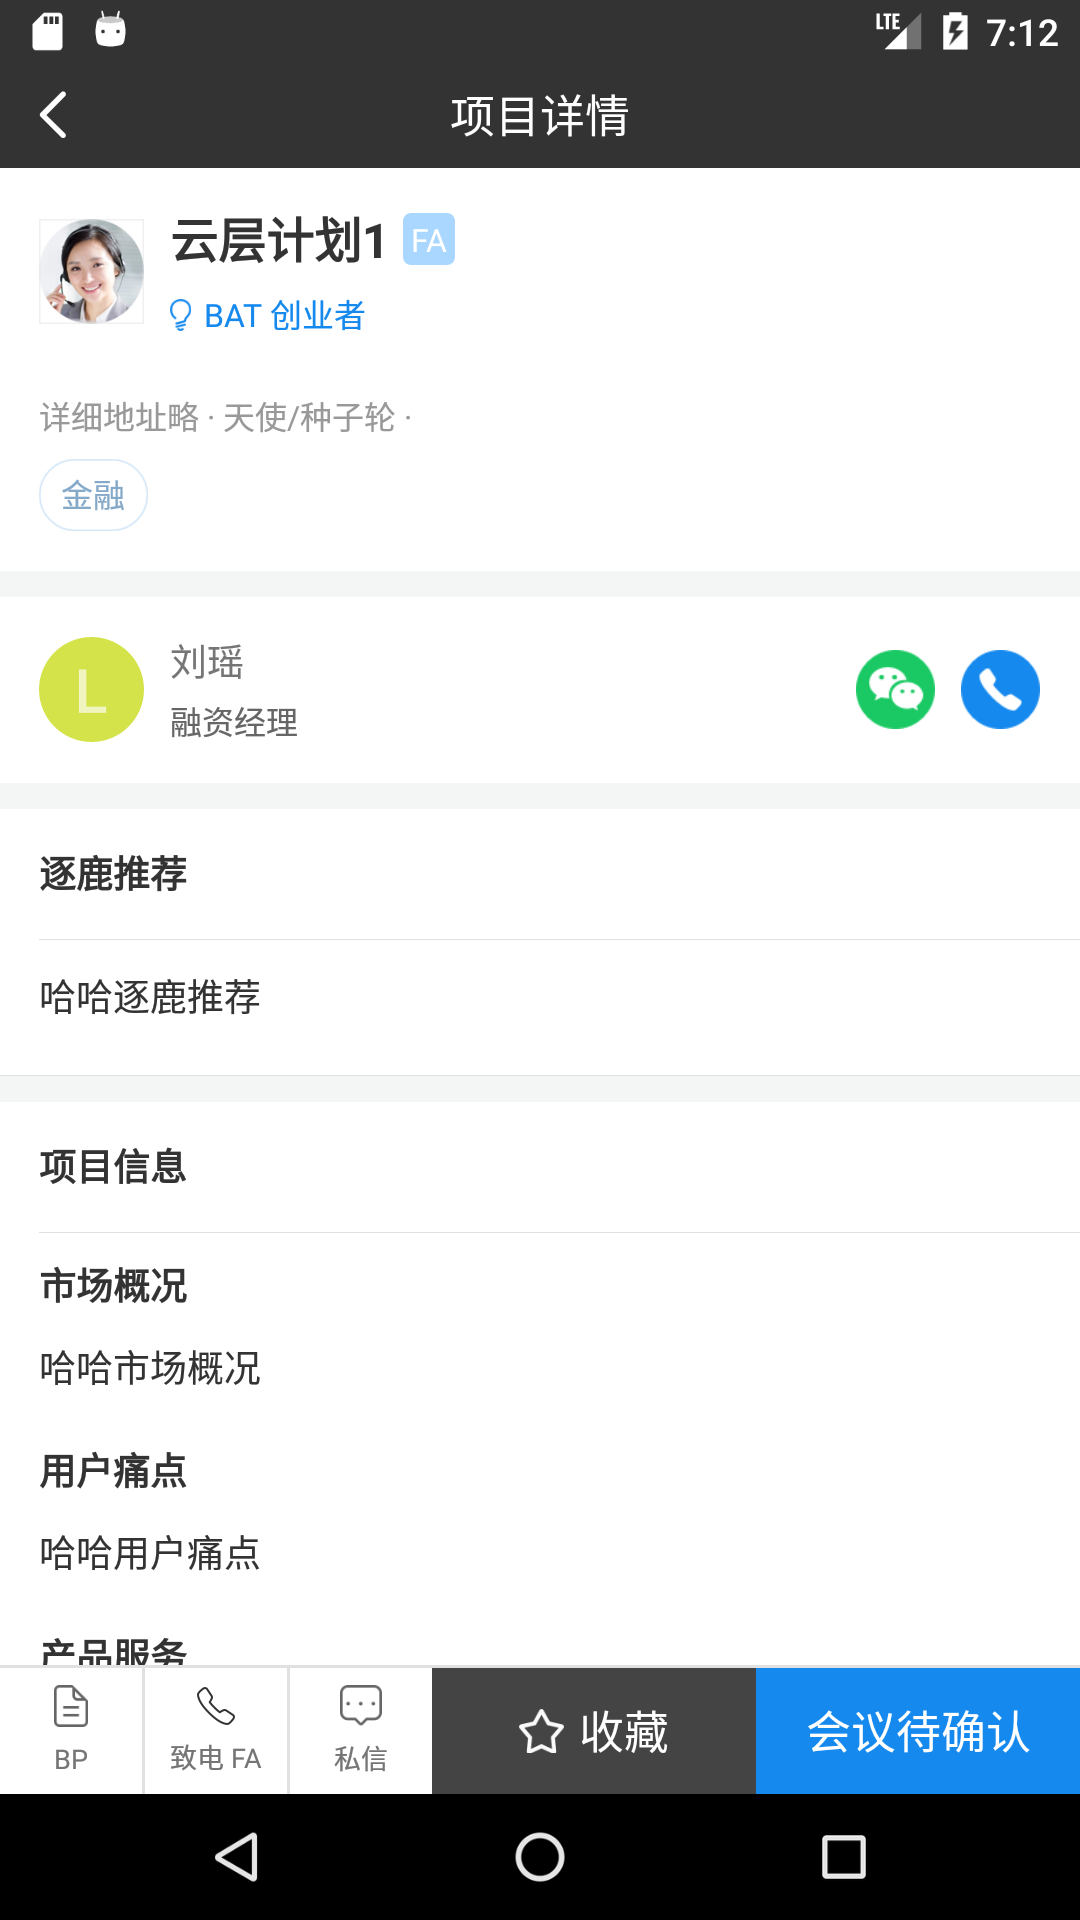 LTE 7:12
项目详情
云层计划1 FA
BAT 创业者
详细地址略 · 天使/种子轮 ·
金融
L
刘瑶
融资经理
逐鹿推荐
哈哈逐鹿推荐
项目信息
市场概况
哈哈市场概况
用户痛点
哈哈用户痛点
产品服务
BP 致电 FA 私信 收藏 会议待确认